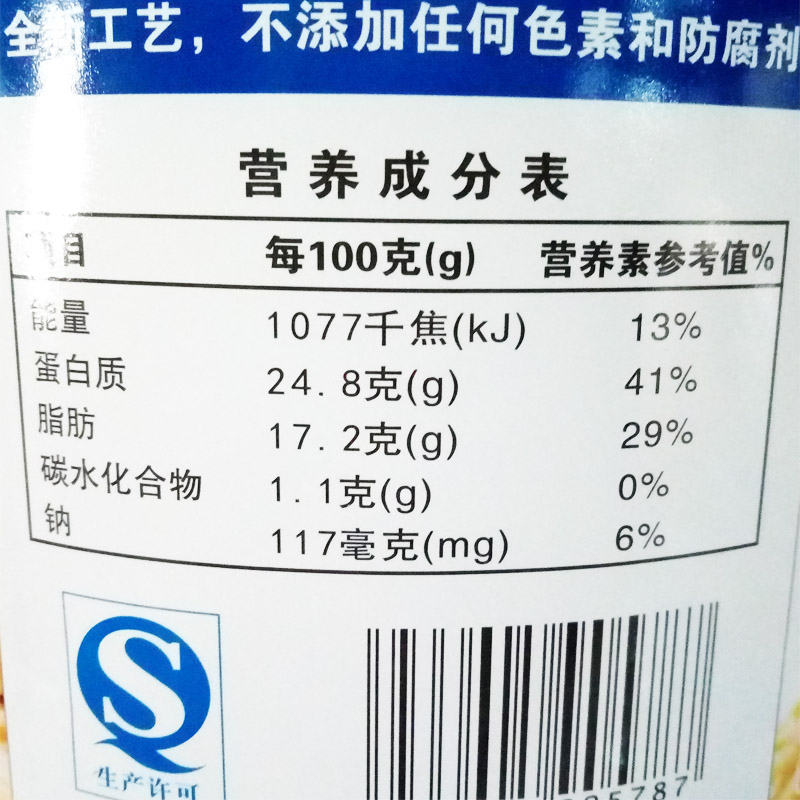 全新工艺，不添加任何色素和防腐剂
营养成分表
项目 每100克(g) 营养素参考值%
能量 1077千焦(kJ) 13%
蛋白质 24.8克(g) 41%
脂肪 17.2克(g) 29%
碳水化合物 1.1克(g) 0%
钠 117毫克(mg) 6%
生产许可
5787